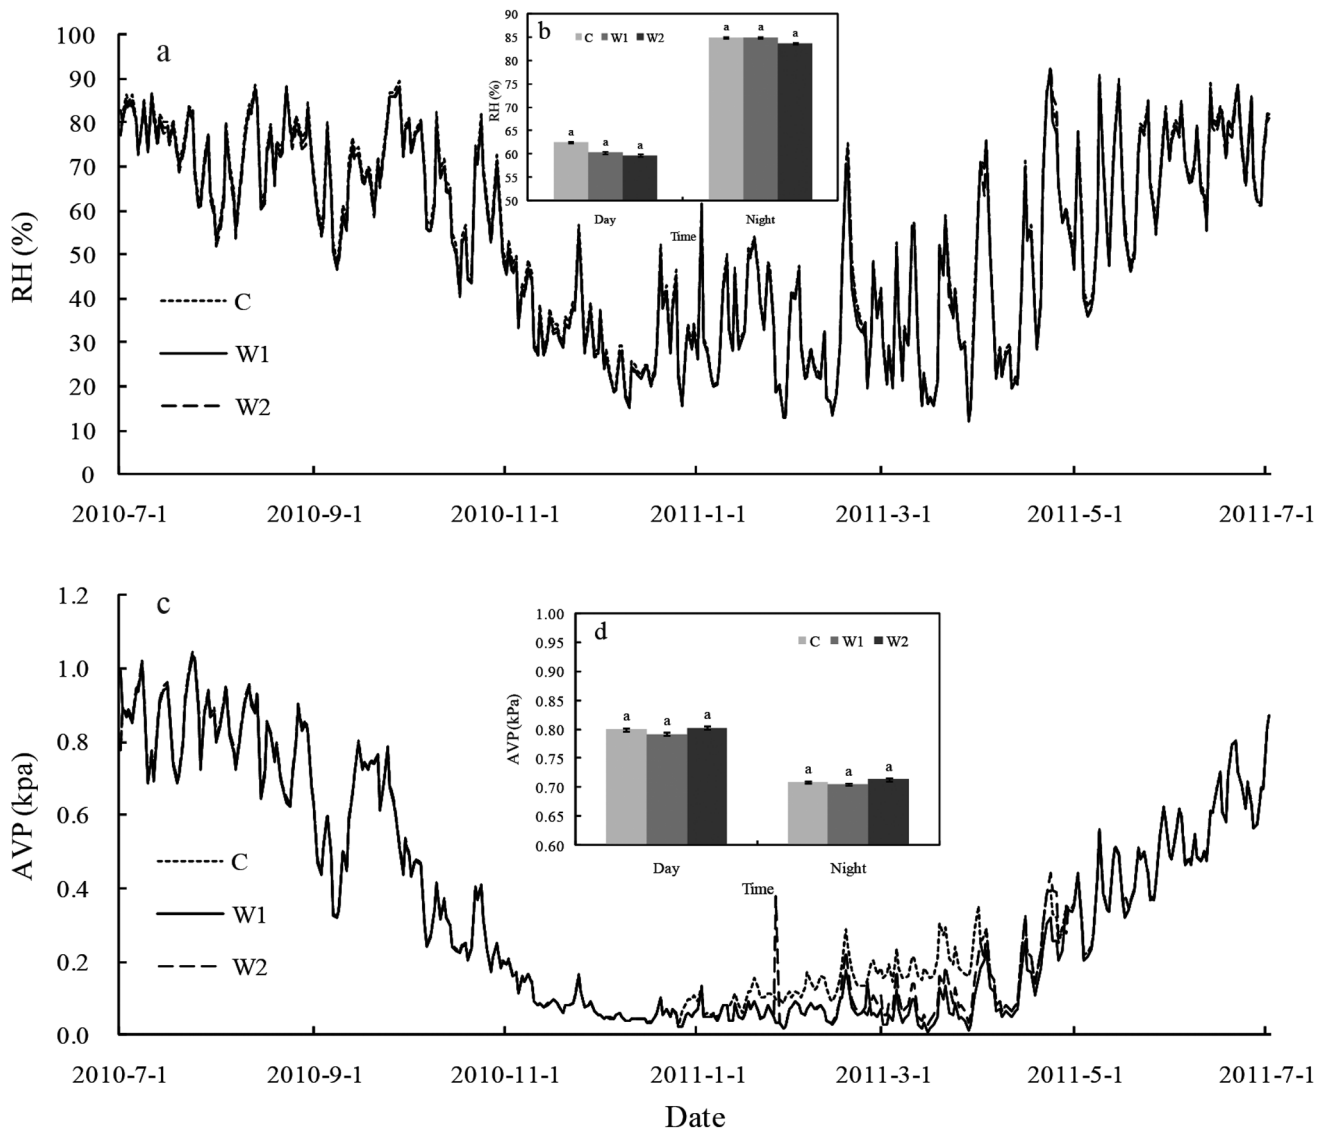 a
RH (%)
100
90
80
70
60
50
40
30
20
10
0
C
W1
W2
2010-7-1 2010-9-1 2010-11-1 2011-1-1 2011-3-1 2011-5-1 2011-7-1
b
C W1 W2
RH (%)
90
85
80
75
70
65
60
55
50
a a a a a a
Day Night
Time
c
AVP (kpa)
1.2
1.0
0.8
0.6
0.4
0.2
0.0
C
W1
W2
2010-7-1 2010-9-1 2010-11-1 2011-1-1 2011-3-1 2011-5-1 2011-7-1
Date
d
C W1 W2
AVP(kPa)
1.00
0.95
0.90
0.85
0.80
0.75
0.70
0.65
0.60
a a a a a a
Day Night
Time